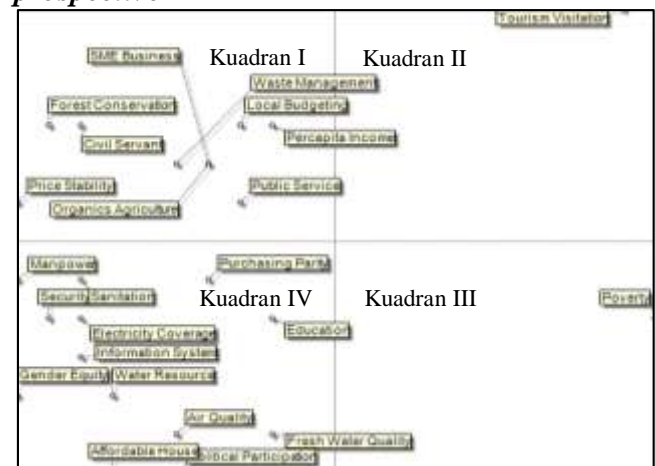 Tourism Visitation
SME Business
Kuadran I
Kuadran II
Waste Management
Forest Conservation
Local Budgeting
Civil Servant
Percapita Income
Price Stability
Public Service
Organics Agriculture
Manpower
Purchasing Parity
Security
Sanitation
Kuadran IV
Kuadran III
Poverty
Electricity Coverage
Education
Information System
Gender Equity
Water Resource
Air Quality
Fresh Water Quality
Affordable House
Political Participation